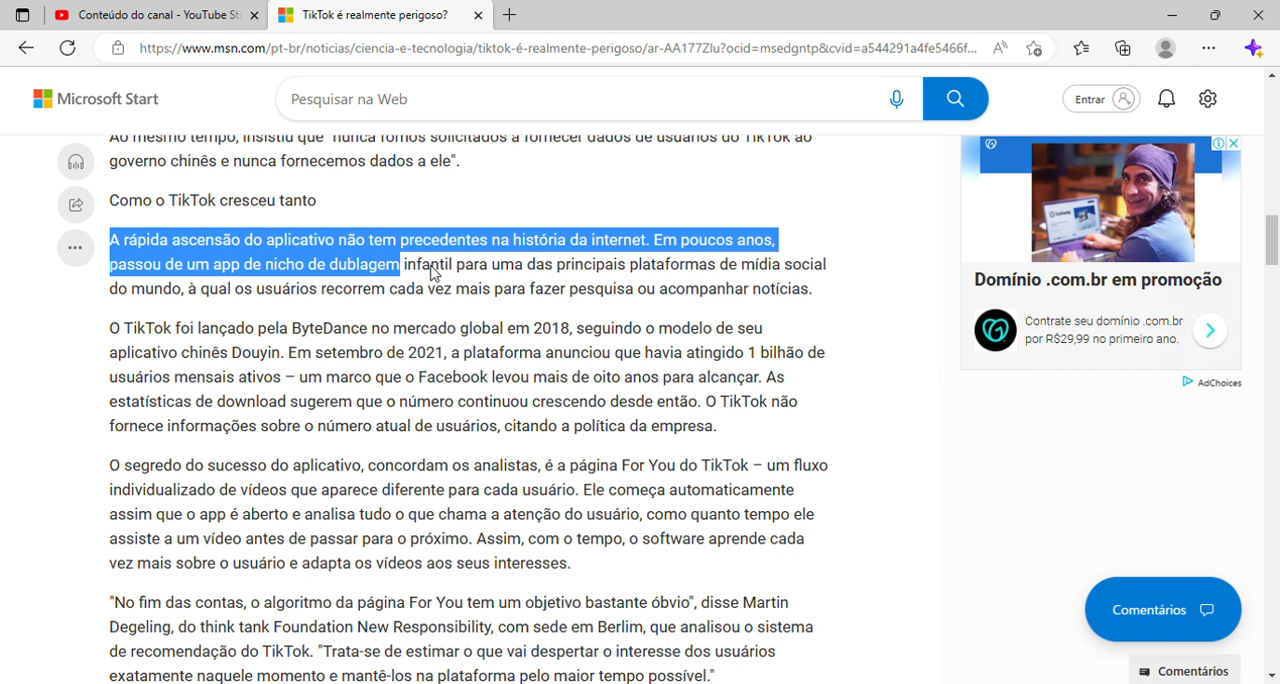 Conteúdo do canal - YouTube St
TikTok é realmente perigoso?
https://www.msn.com/pt-br/noticias/ciencia-e-tecnologia/tiktok-é-realmente-perigoso/ar-AA177Zlu?ocid=msedgntp&cvid=a544291a4fe5466f...
Microsoft Start
Pesquisar na Web
Entrar
Ao mesmo tempo, insistiu que "nunca fomos solicitados a fornecer dados de usuários do TikTok ao
governo chinês e nunca fornecemos dados a ele".
Como o TikTok cresceu tanto
A rápida ascensão do aplicativo não tem precedentes na história da internet. Em poucos anos,
passou de um app de nicho de dublagem infantil para uma das principais plataformas de mídia social
do mundo, à qual os usuários recorrem cada vez mais para fazer pesquisa ou acompanhar notícias.
O TikTok foi lançado pela ByteDance no mercado global em 2018, seguindo o modelo de seu
aplicativo chinês Douyin. Em setembro de 2021, a plataforma anunciou que havia atingido 1 bilhão de
usuários mensais ativos – um marco que o Facebook levou mais de oito anos para alcançar. As
estatísticas de download sugerem que o número continuou crescendo desde então. O TikTok não
fornece informações sobre o número atual de usuários, citando a política da empresa.
O segredo do sucesso do aplicativo, concordam os analistas, é a página For You do TikTok – um fluxo
individualizado de vídeos que aparece diferente para cada usuário. Ele começa automaticamente
assim que o app é aberto e analisa tudo o que chama a atenção do usuário, como quanto tempo ele
assiste a um vídeo antes de passar para o próximo. Assim, com o tempo, o software aprende cada
vez mais sobre o usuário e adapta os vídeos aos seus interesses.
"No fim das contas, o algoritmo da página For You tem um objetivo bastante óbvio", disse Martin
Degeling, do think tank Foundation New Responsibility, com sede em Berlim, que analisou o sistema
de recomendação do TikTok. "Trata-se de estimar o que vai despertar o interesse dos usuários
exatamente naquele momento e mantê-los na plataforma pelo maior tempo possível."
Domínio .com.br em promoção
Contrate seu domínio .com.br
por R$29,99 no primeiro ano.
AdChoices
Comentários
Comentários